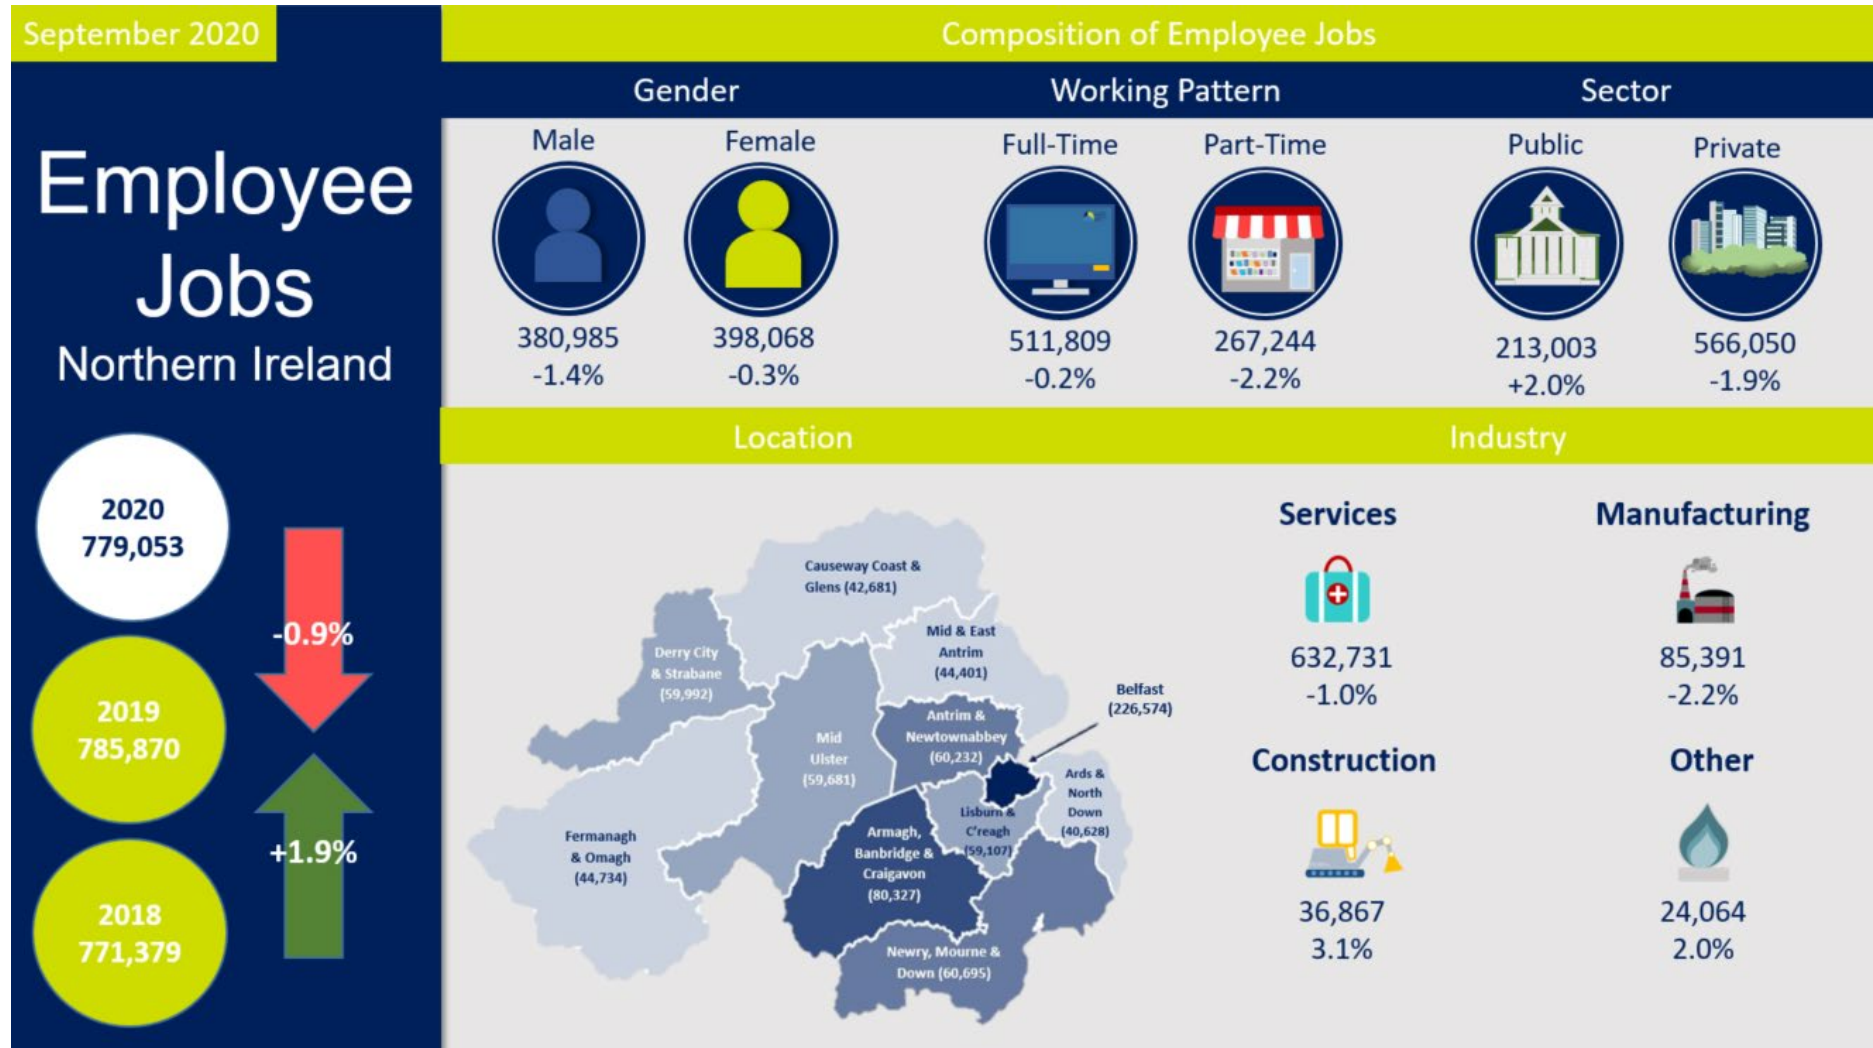 September 2020
Employee
Jobs
Northern Ireland
2020
779,053
-0.9%
2019
785,870
+1.9%
2018
771,379
Composition of Employee Jobs
Gender
Working Pattern
Sector
Male
Female
Full-Time
Part-Time
Public
Private
380,985
398,068
511,809
267,244
213,003
566,050
-1.4%
-0.3%
-0.2%
-2.2%
+2.0%
-1.9%
Location
Industry
Causeway Coast &
Glens (42,681)
Mid & East
Antrim
(44,401)
Derry City
& Strabane
(59,992)
Belfast
(226,574)
Antrim &
Newtownabbey
(60,232)
Mid
Ulster
(59,681)
Ards &
North
Down
(40,628)
Lisburn &
C'reagh
(59,107)
Fermanagh
& Omagh
(44,734)
Armagh,
Banbridge &
Craigavon
(80,327)
Newry, Mourne &
Down (60,695)
Services
Manufacturing
632,731
85,391
-1.0%
-2.2%
Construction
Other
36,867
24,064
3.1%
2.0%